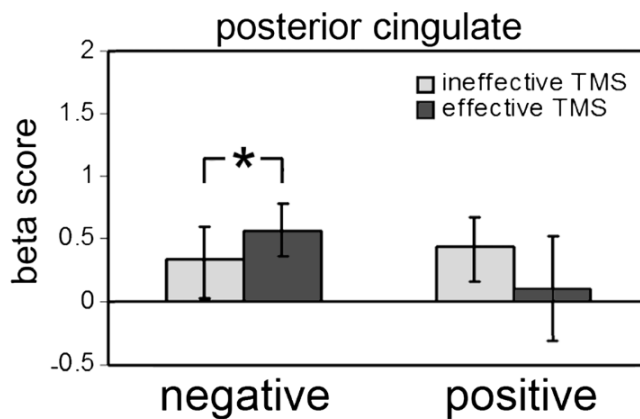 posterior cingulate
2
1.5
1
0.5
0
-0.5
beta score
ineffective TMS
effective TMS
*
negative
positive